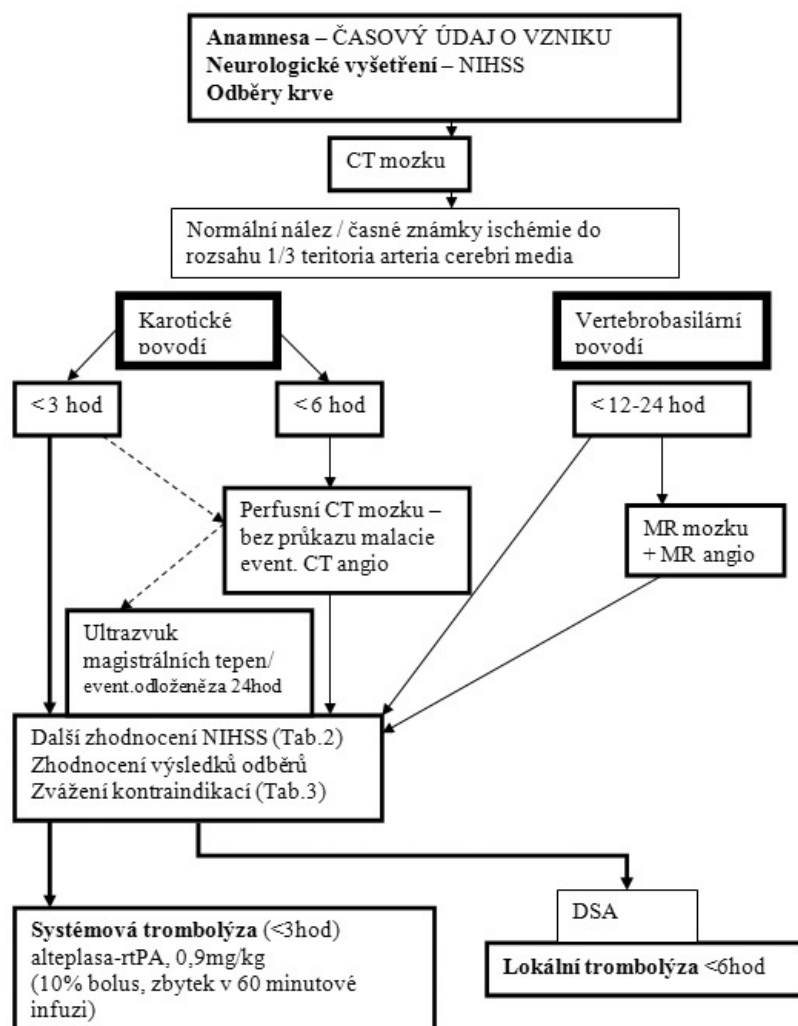 Anamnesa – ČASOVÝ ÚDAJ O VZNIKU
Neurologické vyšetření – NIHSS
Odběry krve
CT mozku
Normální nález / časné známky ischémie do
rozsahu 1/3 teritoria arteria cerebri media
Karotické
povodí
Vertebrobasilární
povodí
<3 hod
<6 hod
<12-24 hod
Perfusní CT mozku –
bez průkazu malacie
event. CT angio
MR mozku
+ MR angio
Ultrazvuk
magistrálních tepen/
event.odloženě za 24hod
Další zhodnocení NIHSS (Tab.2)
Zhodnocení výsledků odběrů
Zvážení kontraindikací (Tab.3)
Systémová trombolýza (<3hod)
alteplasa-rtPA, 0,9mg/kg
(10% bolus, zbytek v 60 minutové
infuzi)
DSA
Lokální trombolýza <6hod